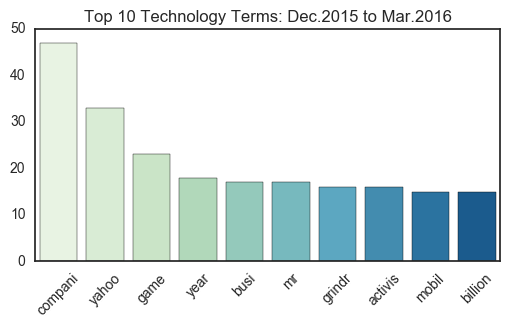 Top 10 Technology Terms: Dec.2015 to Mar.2016
50
40
30
20
10
0
compani
yahoo
game
year
busi
mr
grindr
activis
mobil
billion